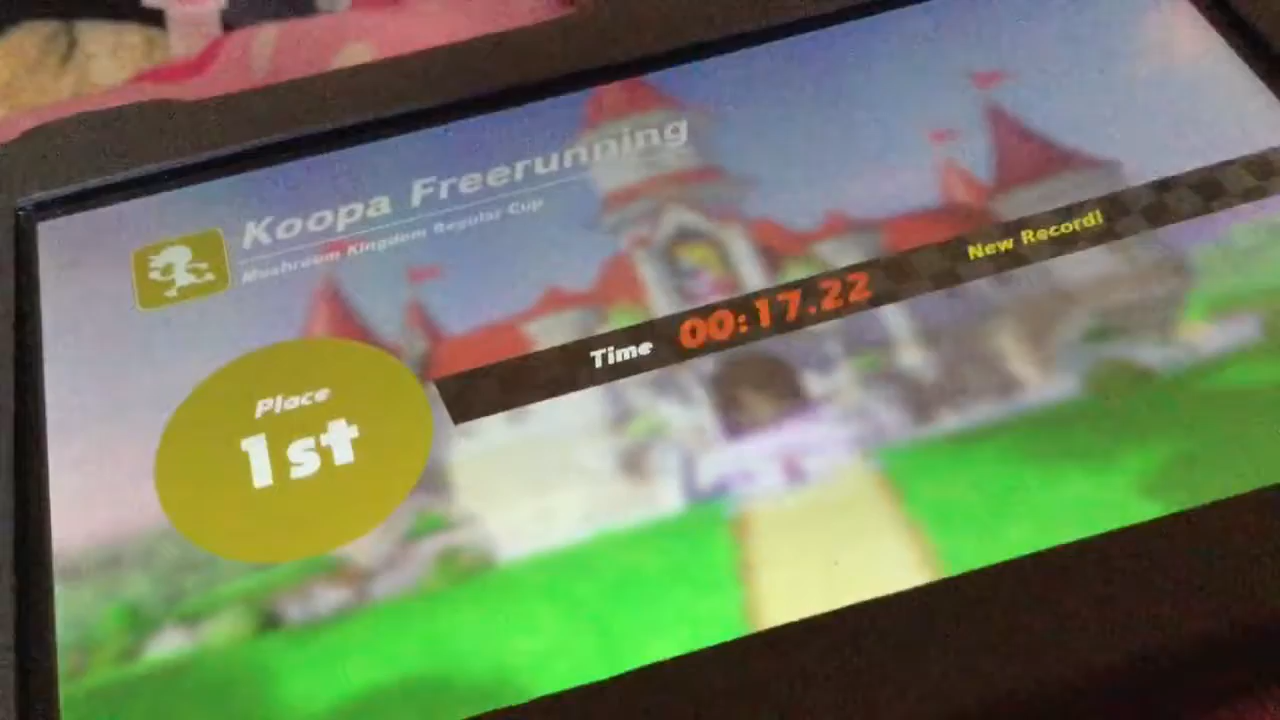 Koopa Freerunning
Mushroom Kingdom Regular Cup
Place
1st
Time 00:17.22 New Record!